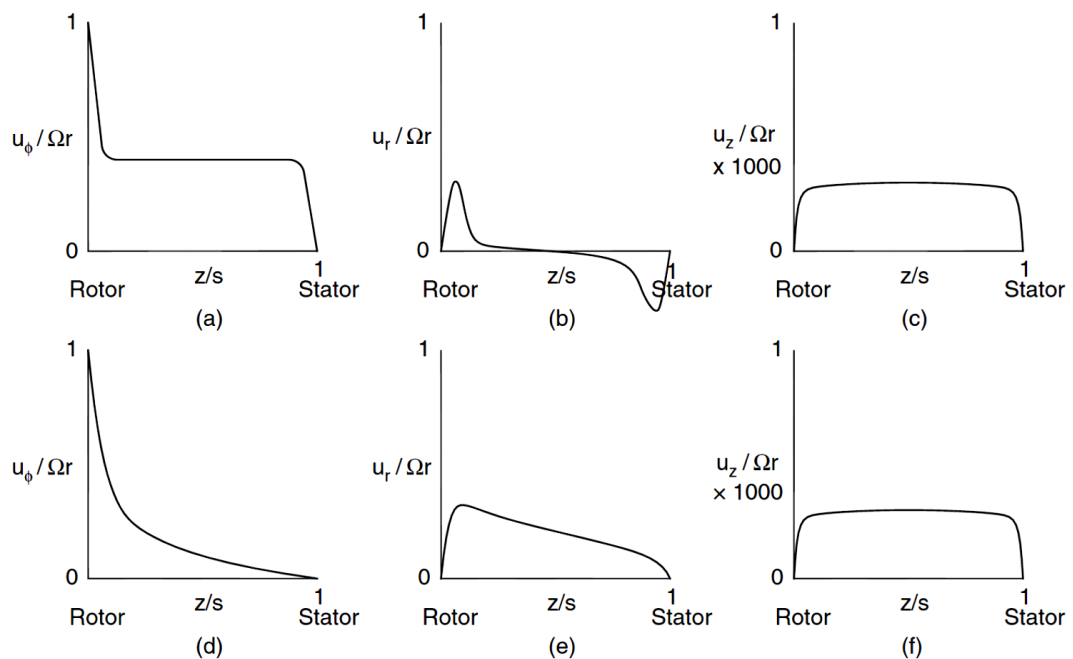 1
u_ϕ / Ωr
0
z/s
1
Rotor
Stator
(a)
1
u_r / Ωr
0
z/s
1
Rotor
Stator
(b)
1
u_z / Ωr
x 1000
0
z/s
1
Rotor
Stator
(c)
1
u_ϕ / Ωr
0
z/s
1
Rotor
Stator
(d)
1
u_r / Ωr
0
z/s
1
Rotor
Stator
(e)
1
u_z / Ωr
× 1000
0
z/s
1
Rotor
Stator
(f)